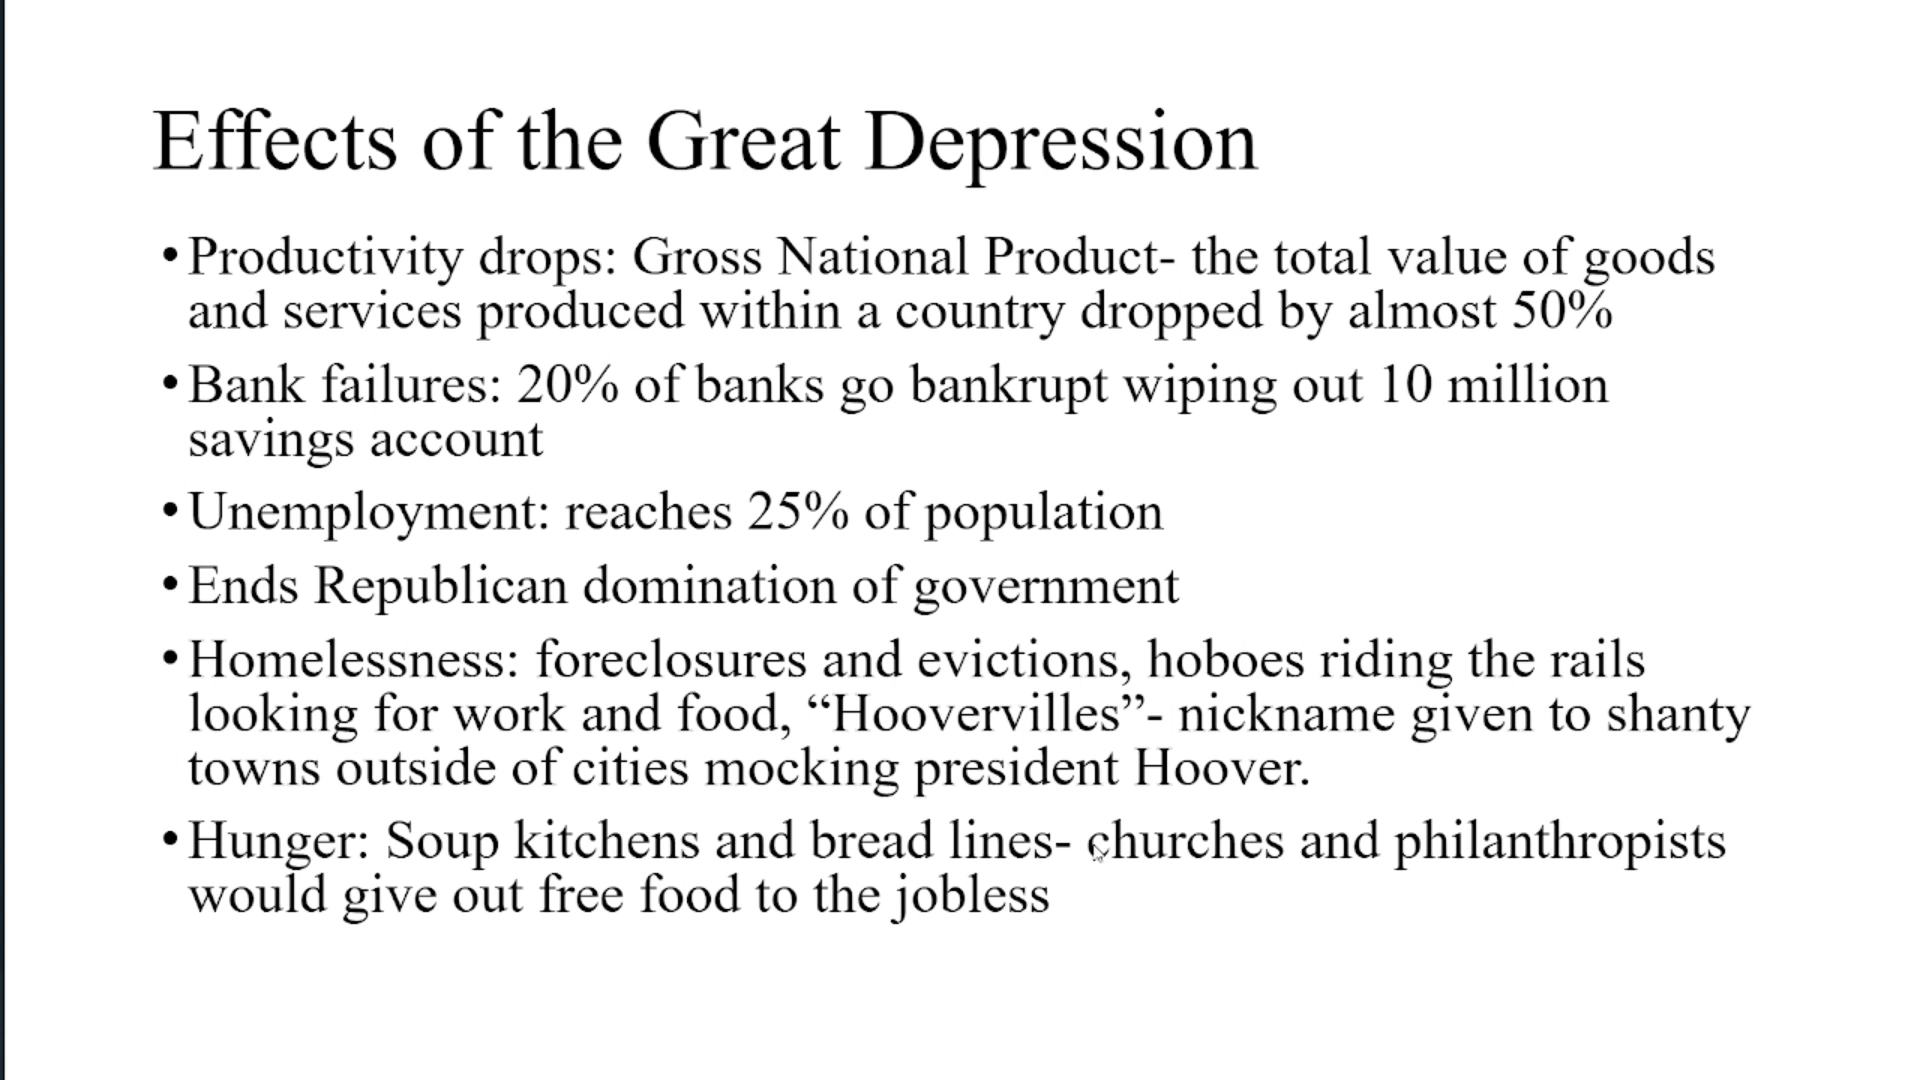 Effects of the Great Depression
•Productivity drops: Gross National Product- the total value of goods
and services produced within a country dropped by almost 50%
•Bank failures: 20% of banks go bankrupt wiping out 10 million
savings account
•Unemployment: reaches 25% of population
•Ends Republican domination of government
•Homelessness: foreclosures and evictions, hoboes riding the rails
looking for work and food, “Hoovervilles”- nickname given to shanty
towns outside of cities mocking president Hoover.
•Hunger: Soup kitchens and bread lines- churches and philanthropists
would give out free food to the jobless